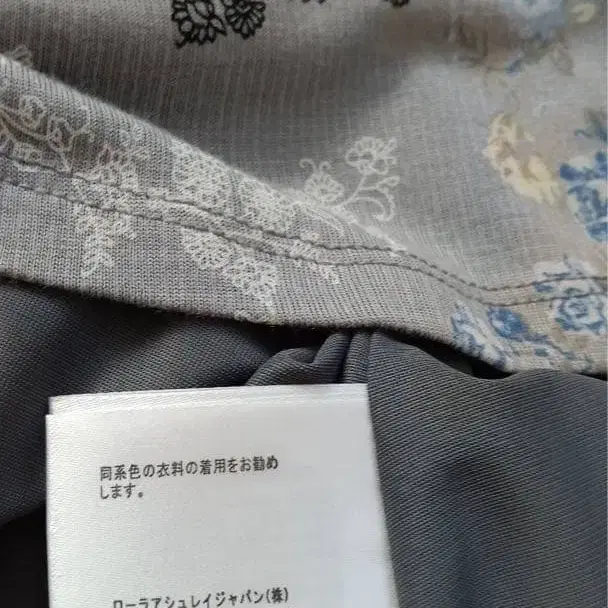 同系色の衣料の着用をお勧め
します。
ローラアシュレイジャパン(株)